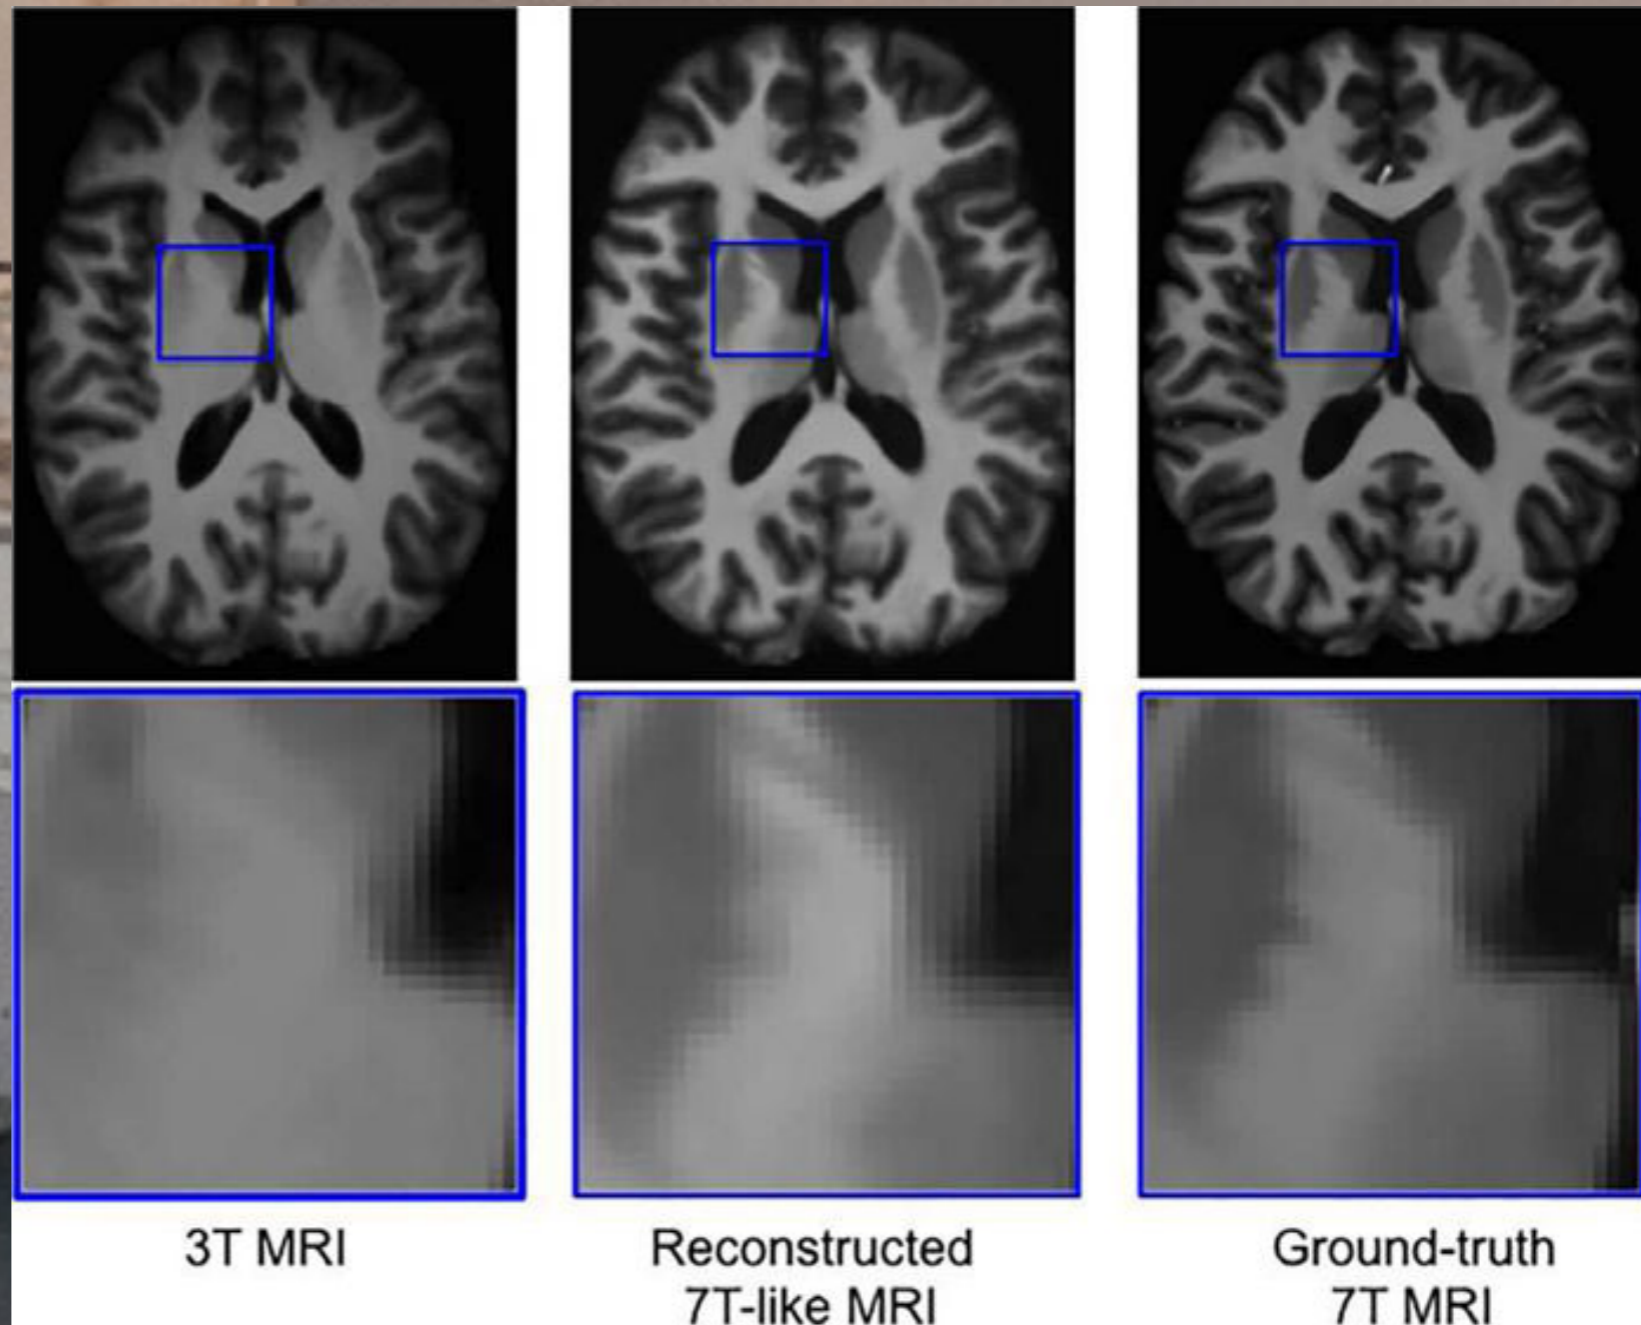 3T MRI
Reconstructed
7T-like MRI
Ground-truth
7T MRI